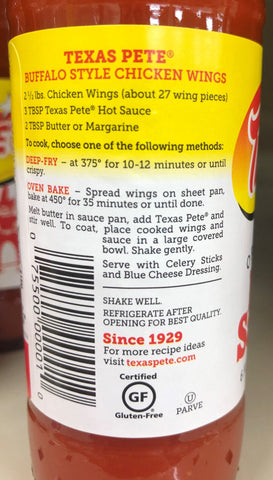 TEXAS PETE®
BUFFALO STYLE CHICKEN WINGS
2 ½ lbs. Chicken Wings (about 27 wing pieces)
3 TBSP Texas Pete® Hot Sauce
2 TBSP Butter or Margarine
To cook, choose one of the following methods:
DEEP-FRY – at 375° for 10-12 minutes or until
crispy.
OVEN BAKE – Spread wings on sheet pan,
bake at 450° for 35 minutes or until done.
Melt butter in sauce pan, add Texas Pete® and
stir well. To coat, place cooked wings and
sauce in a large covered
bowl. Shake gently.
Serve with Celery Sticks
and Blue Cheese Dressing.
SHAKE WELL.
REFRIGERATE AFTER
OPENING FOR BEST QUALITY.
Since 1929
For more recipe ideas
visit texaspete.com
Certified
GF
Gluten-Free
U
PARVE
0 75500 00001 0